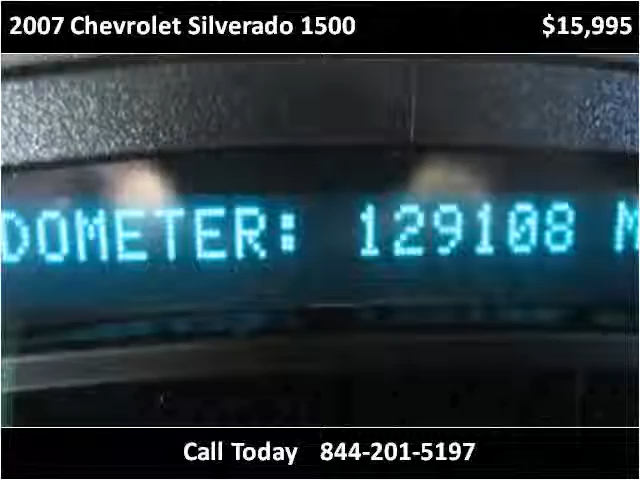 2007 Chevrolet Silverado 1500 $15,995
DOMETER: 129108 M
Call Today 844-201-5197